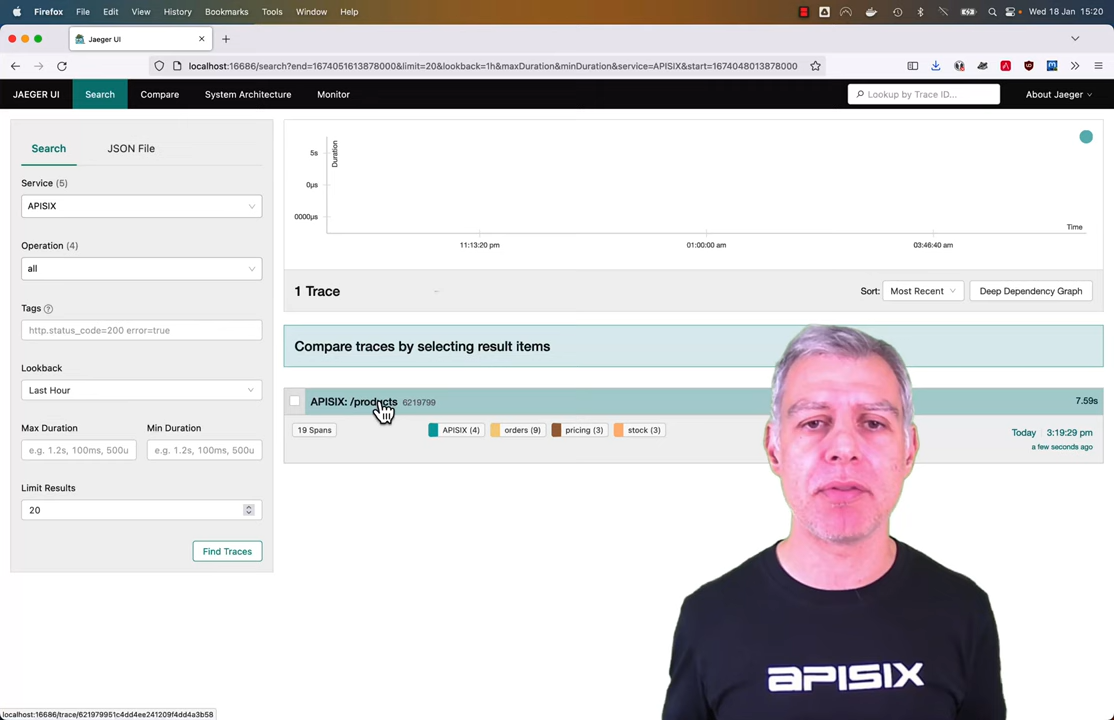 Firefox File Edit View History Bookmarks Tools Window Help Wed 18 Jan 15:20
Jaeger UI
localhost:16686/search?end=1674051613878000&limit=20&lookback=1h&maxDuration&minDuration&service=APISIX&start=1674048013878000
JAEGER UI Search Compare System Architecture Monitor Lookup by Trace ID... About Jaeger
Search JSON File
Service (5)
APISIX
Operation (4)
all
Tags
http.status_code=200 error=true
Lookback
Last Hour
Max Duration Min Duration
e.g. 1.2s, 100ms, 500u e.g. 1.2s, 100ms, 500u
Limit Results
20
Find Traces
Duration
5s
0μs
0000μs
Time
11:13:20 pm 01:00:00 am 03:46:40 am
1 Trace
Sort: Most Recent Deep Dependency Graph
Compare traces by selecting result items
APISIX: /products 6219799 7.59s
19 Spans APISIX (4) orders (9) pricing (3) stock (3) Today 3:19:29 pm
a few seconds ago
APISIX
localhost:16686/trace/621979951c4dd4ee241209f4dd4a3b58